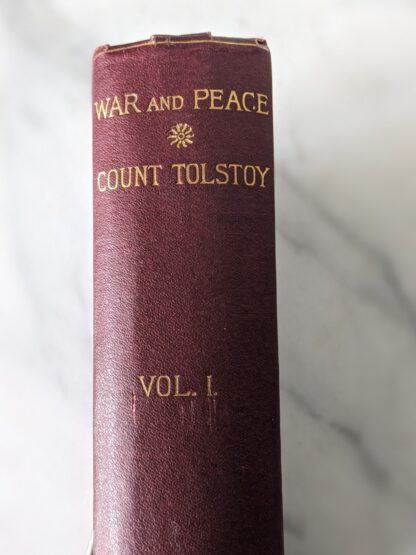 WAR AND PEACE
COUNT TOLSTOY
VOL. I.